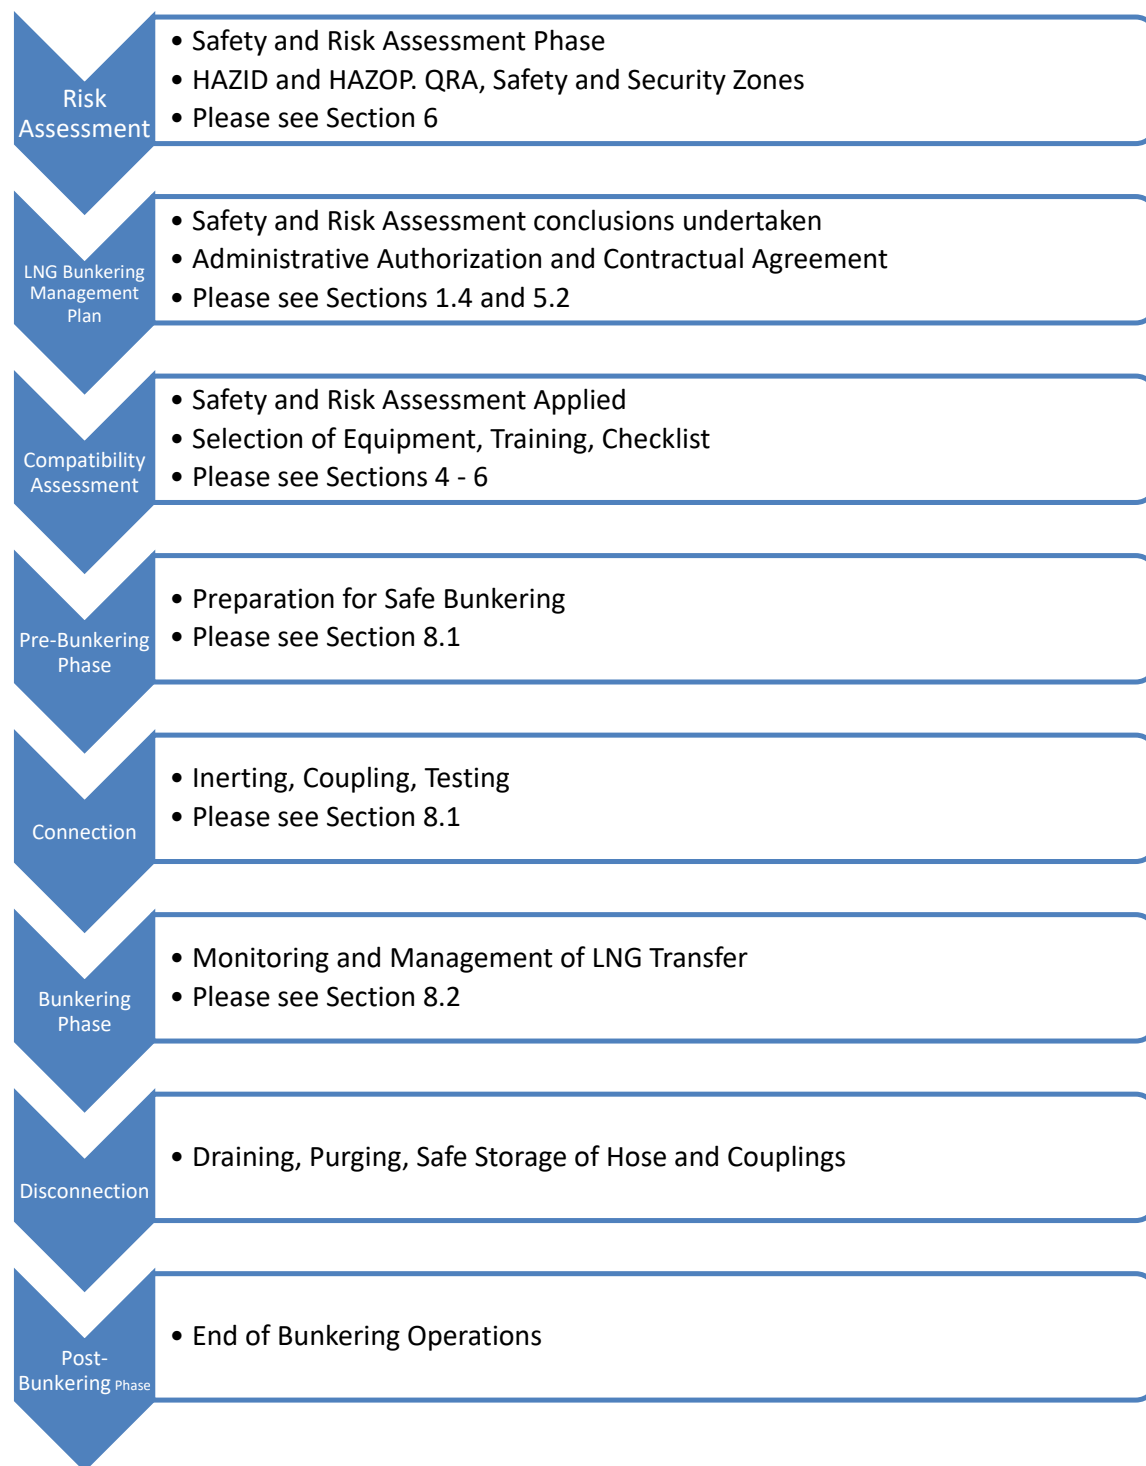 Risk
Assessment
• Safety and Risk Assessment Phase
• HAZID and HAZOP. QRA, Safety and Security Zones
• Please see Section 6
LNG Bunkering
Management
Plan
• Safety and Risk Assessment conclusions undertaken
• Administrative Authorization and Contractual Agreement
• Please see Sections 1.4 and 5.2
Compatibility
Assessment
• Safety and Risk Assessment Applied
• Selection of Equipment, Training, Checklist
• Please see Sections 4 - 6
Pre-Bunkering
Phase
• Preparation for Safe Bunkering
• Please see Section 8.1
Connection
• Inerting, Coupling, Testing
• Please see Section 8.1
Bunkering
Phase
• Monitoring and Management of LNG Transfer
• Please see Section 8.2
Disconnection
• Draining, Purging, Safe Storage of Hose and Couplings
Post-
Bunkering Phase
• End of Bunkering Operations